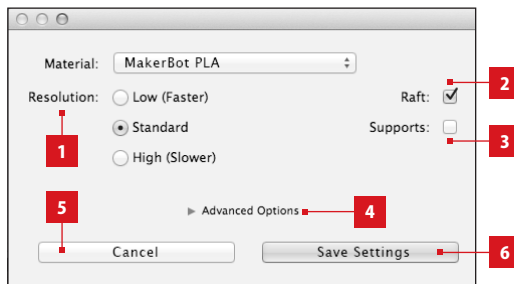 Material: MakerBot PLA
Resolution: Low (Faster) Raft: 2
Standard Supports: 3
1
High (Slower)
5 Advanced Options 4
Cancel Save Settings 6